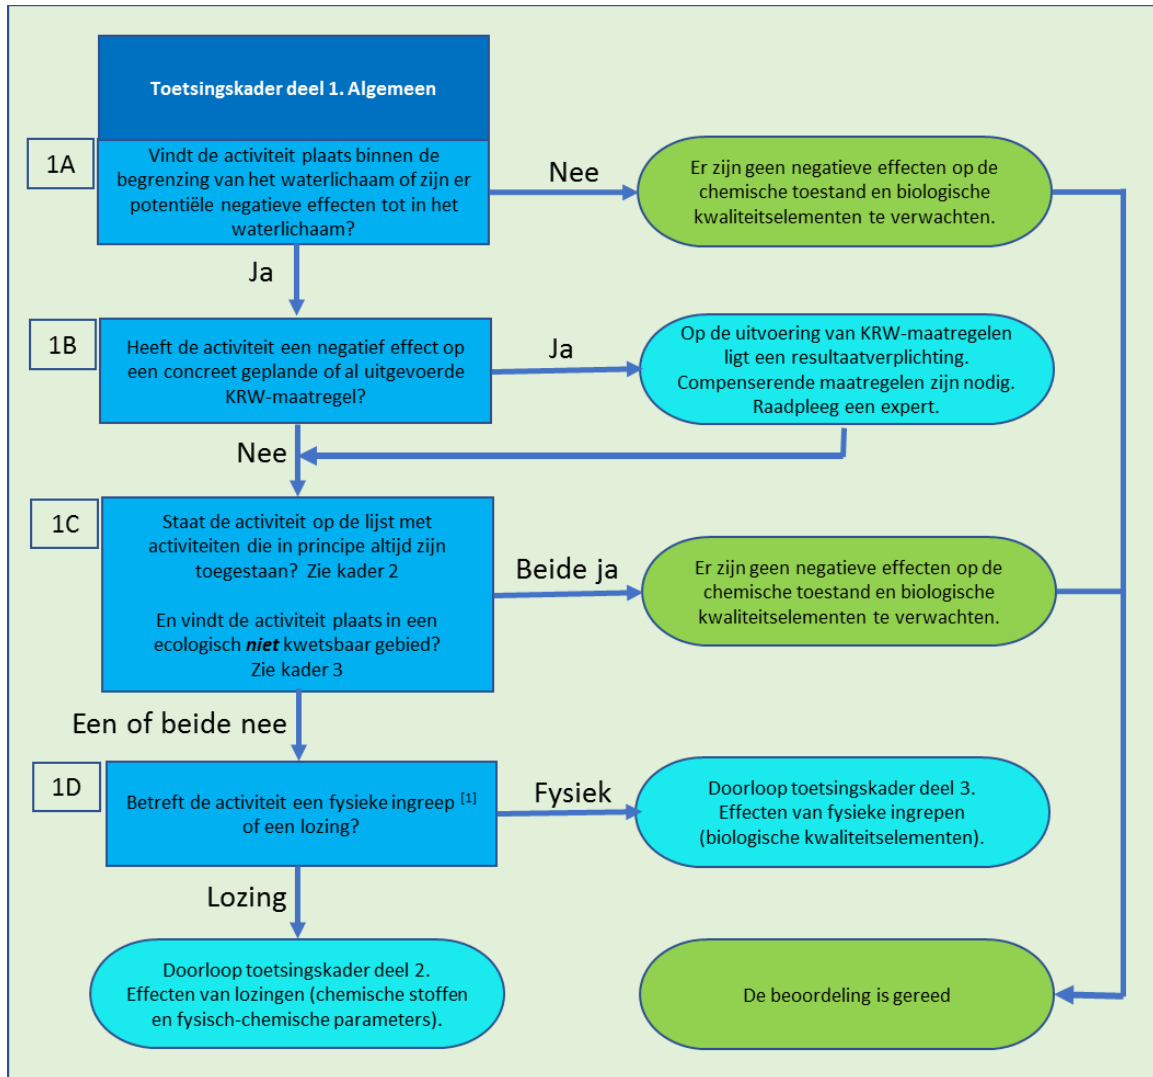 Toetsingskader deel 1. Algemeen
1A
Vindt de activiteit plaats binnen de
begrenzing van het waterlichaam of zijn er
potentiële negatieve effecten tot in het
waterlichaam?
Nee
Er zijn geen negatieve effecten op de
chemische toestand en biologische
kwaliteitselementen te verwachten.
Ja
1B
Heeft de activiteit een negatief effect op
een concreet geplande of al uitgevoerde
KRW-maatregel?
Ja
Op de uitvoering van KRW-maatregelen
ligt een resultaatverplichting.
Compenserende maatregelen zijn nodig.
Raadpleeg een expert.
Nee
1C
Staat de activiteit op de lijst met
activiteiten die in principe altijd zijn
toegestaan? Zie kader 2
En vindt de activiteit plaats in een
ecologisch niet kwetsbaar gebied?
Zie kader 3
Beide ja
Er zijn geen negatieve effecten op de
chemische toestand en biologische
kwaliteitselementen te verwachten.
Een of beide nee
1D
Betreft de activiteit een fysieke ingreep [1]
of een lozing?
Fysiek
Doorloop toetsingskader deel 3.
Effecten van fysieke ingrepen
(biologische kwaliteitselementen).
Lozing
Doorloop toetsingskader deel 2.
Effecten van lozingen (chemische stoffen
en fysisch-chemische parameters).
De beoordeling is gereed